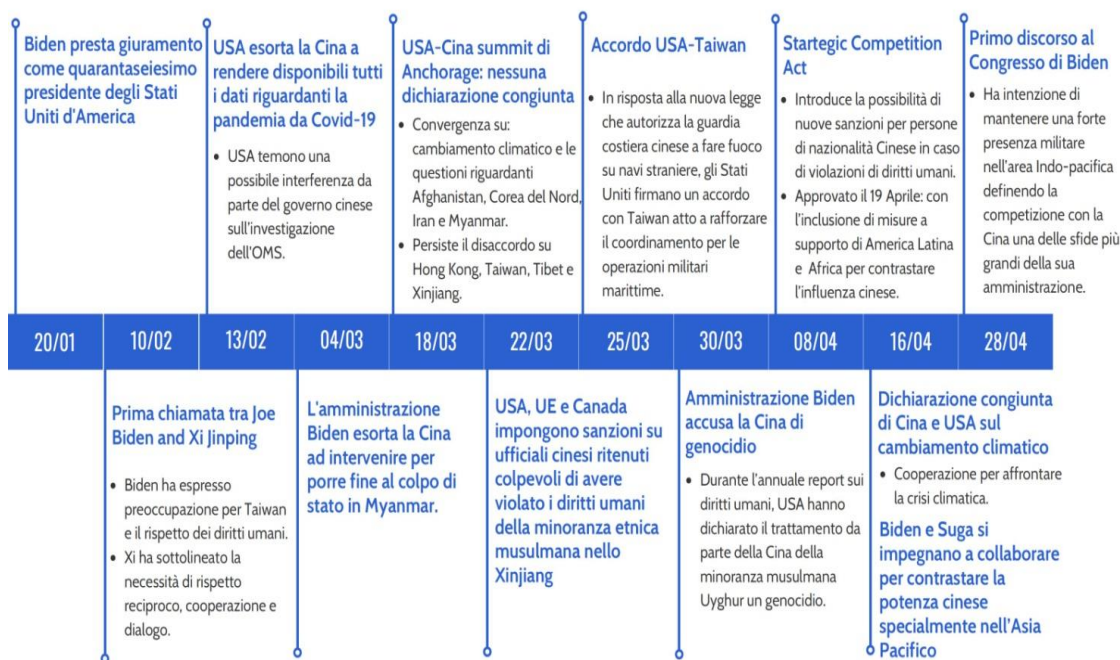 Biden presta giuramento
come quarantaseiesimo
presidente degli Stati
Uniti d'America
USA esorta la Cina a
rendere disponibili tutti
i dati riguardanti la
pandemia da Covid-19
• USA temono una
possibile interferenza da
parte del governo cinese
sull'investigazione
dell'OMS.
USA-Cina summit di
Anchorage: nessuna
dichiarazione congiunta
• Convergenza su:
cambiamento climatico e le
questioni riguardanti
Afghanistan, Corea del Nord,
Iran e Myanmar.
• Persiste il disaccordo su
Hong Kong, Taiwan, Tibet e
Xinjiang.
Accordo USA-Taiwan
• In risposta alla nuova legge
che autorizza la guardia
costiera cinese a fare fuoco
su navi straniere, gli Stati
Uniti firmano un accordo
con Taiwan atto a rafforzare
il coordinamento per le
operazioni militari
marittime.
Startegic Competition
Act
• Introduce la possibilità di
nuove sanzioni per persone
di nazionalità Cinese in caso
di violazioni di diritti umani.
• Approvato il 19 Aprile: con
l'inclusione di misure a
supporto di America Latina
e Africa per contrastare
l'influenza cinese.
Primo discorso al
Congresso di Biden
• Ha intenzione di
mantenere una forte
presenza militare
nell'area Indo-pacifica
definendo la
competizione con la
Cina una delle sfide più
grandi della sua
amministrazione.
20/01 10/02 13/02 04/03 18/03 22/03 25/03 30/03 08/04 16/04 28/04
Prima chiamata tra Joe
Biden and Xi Jinping
• Biden ha espresso
preoccupazione per Taiwan
e il rispetto dei diritti umani.
• Xi ha sottolineato la
necessità di rispetto
reciproco, cooperazione e
dialogo.
L'amministrazione
Biden esorta la Cina
ad intervenire per
porre fine al colpo di
stato in Myanmar.
USA, UE e Canada
impongono sanzioni su
ufficiali cinesi ritenuti
colpevoli di avere
violato i diritti umani
della minoranza etnica
musulmana nello
Xinjiang
Amministrazione Biden
accusa la Cina di
genocidio
• Durante l'annuale report sui
diritti umani, USA hanno
dichiarato il trattamento da
parte della Cina della
minoranza musulmana
Uyghur un genocidio.
Dichiarazione congiunta
di Cina e USA sul
cambiamento climatico
• Cooperazione per affrontare
la crisi climatica.
Biden e Suga si
impegnano a collaborare
per contrastare la
potenza cinese
specialmente nell'Asia
Pacifico